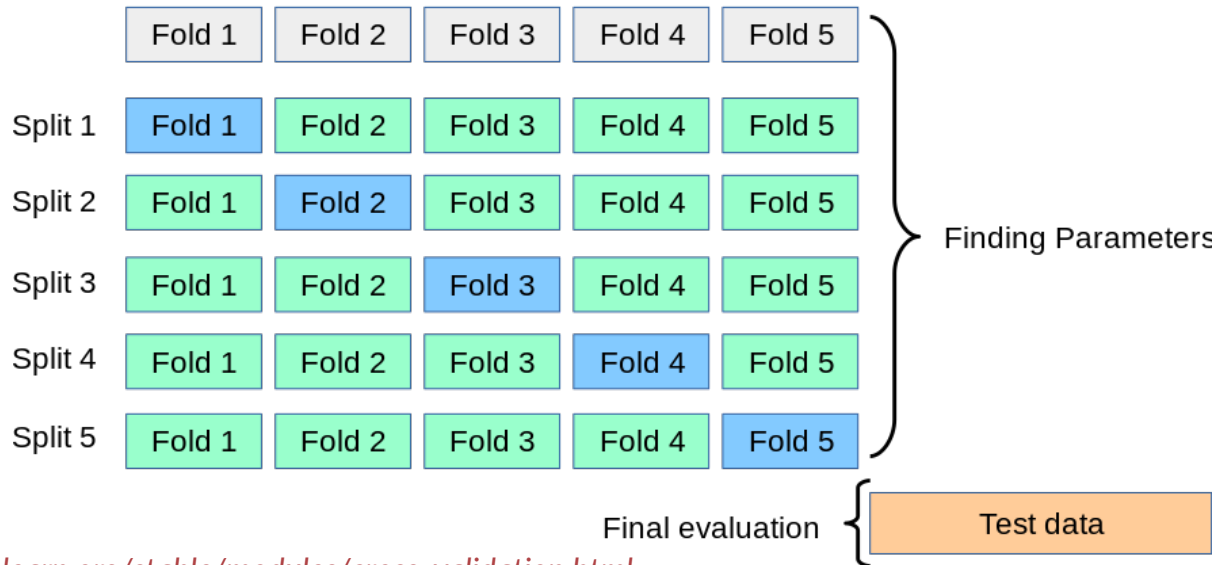 Fold 1 Fold 2 Fold 3 Fold 4 Fold 5
Split 1 Fold 1 Fold 2 Fold 3 Fold 4 Fold 5
Split 2 Fold 1 Fold 2 Fold 3 Fold 4 Fold 5
Finding Parameters
Split 3 Fold 1 Fold 2 Fold 3 Fold 4 Fold 5
Split 4 Fold 1 Fold 2 Fold 3 Fold 4 Fold 5
Split 5 Fold 1 Fold 2 Fold 3 Fold 4 Fold 5
Final evaluation Test data